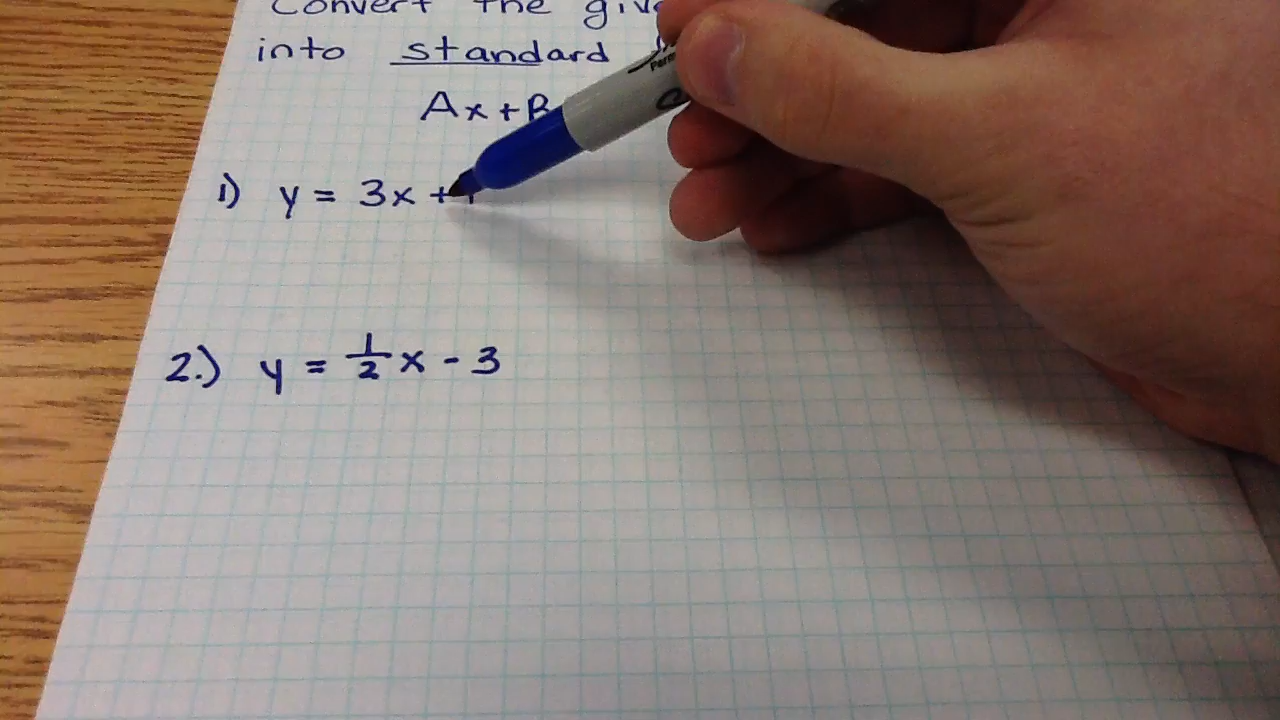 Convert the
into standard
Ax+B
1) y = 3x +
2.) y = 1/2 x - 3